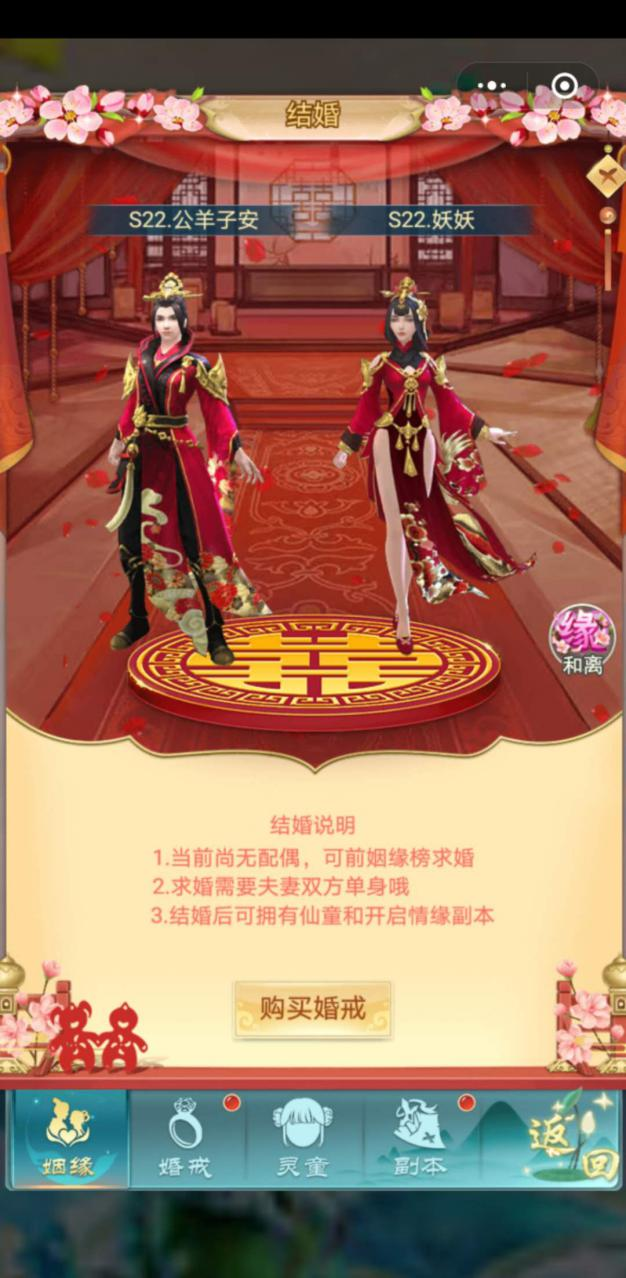 结婚
S22.公羊子安
S22.妖妖
囍
缘
和离
结婚说明
1.当前尚无配偶，可前姻缘榜求婚
2.求婚需要夫妻双方单身哦
3.结婚后可拥有仙童和开启情缘副本
购买婚戒
姻缘
婚戒
灵童
副本
返回